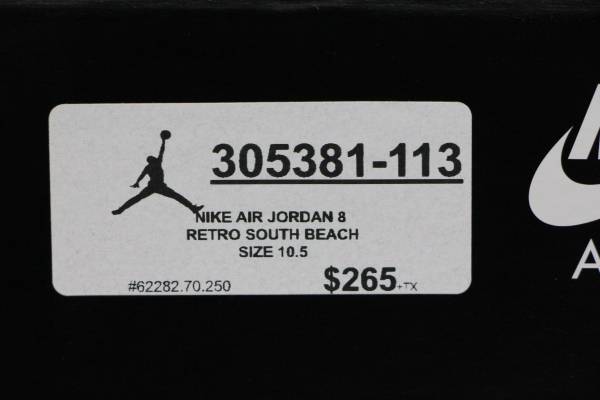 305381-113
NIKE AIR JORDAN 8
RETRO SOUTH BEACH
SIZE 10.5
#62282.70.250
$265+TX